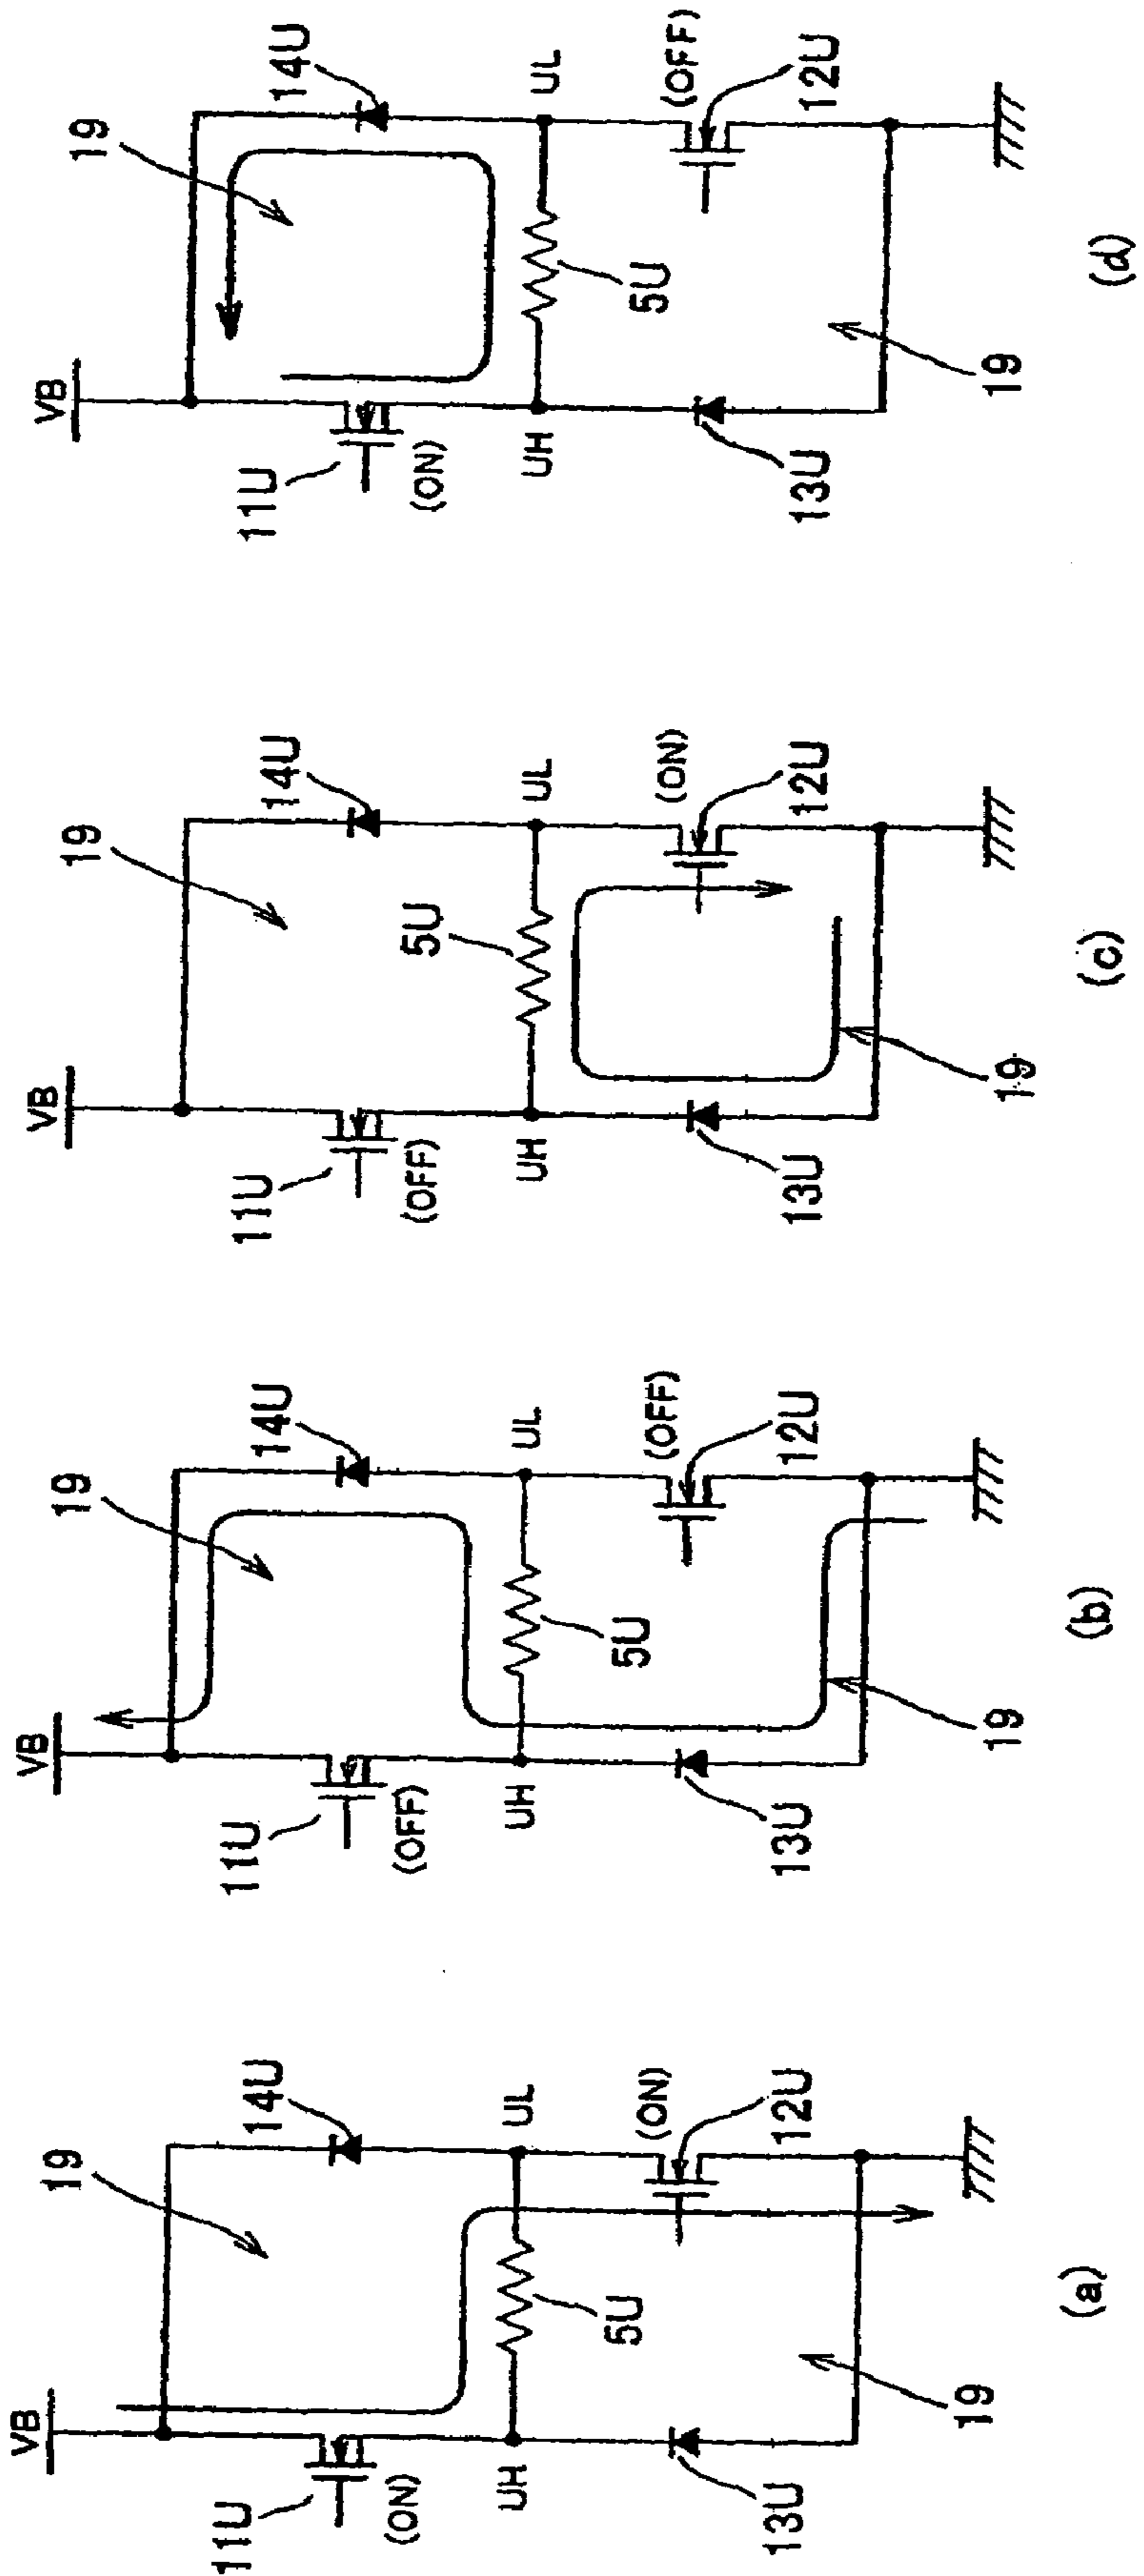 VB
19
14U
11U
(ON)
UH
UL
5U
(ON)
12U
13U
19
(a)
VB
19
14U
11U
(OFF)
UH
UL
5U
(OFF)
12U
13U
19
(b)
VB
19
14U
11U
(OFF)
UH
UL
5U
(ON)
12U
13U
19
(c)
VB
19
14U
11U
(ON)
UH
UL
5U
(OFF)
12U
13U
19
(d)